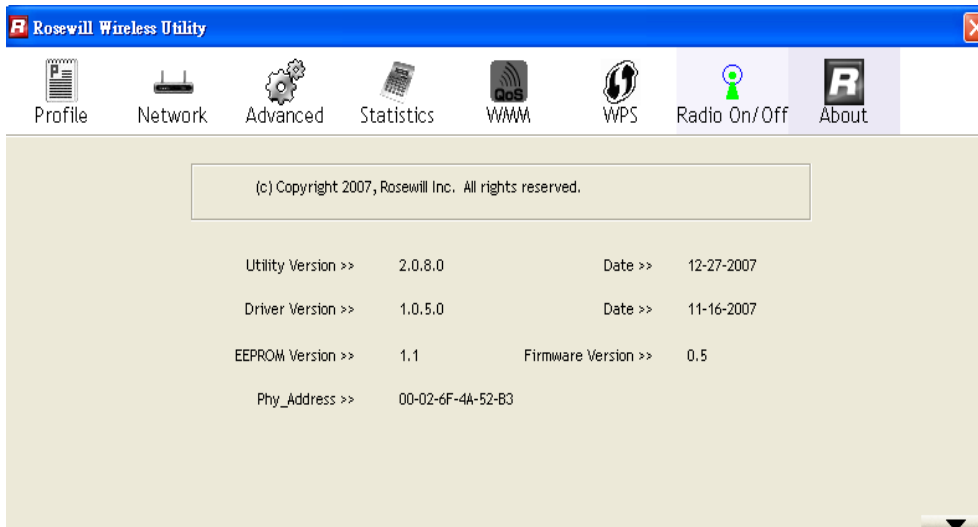 R Rosewill Wireless Utility
Profile Network Advanced Statistics WMM WPS Radio On/Off About
(c) Copyright 2007, Rosewill Inc. All rights reserved.
Utility Version >> 2.0.8.0 Date >> 12-27-2007
Driver Version >> 1.0.5.0 Date >> 11-16-2007
EEPROM Version >> 1.1 Firmware Version >> 0.5
Phy_Address >> 00-02-6F-4A-52-B3